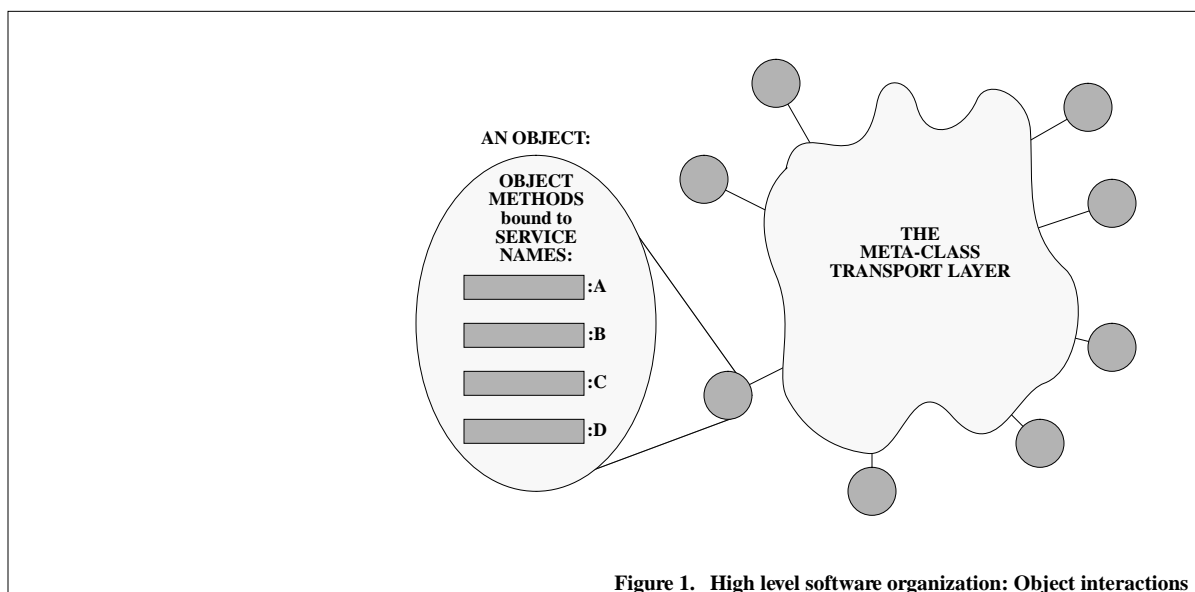 AN OBJECT:
OBJECT
METHODS
bound to
SERVICE
NAMES:
:A
:B
:C
:D
THE
META-CLASS
TRANSPORT LAYER
Figure 1. High level software organization: Object interactions